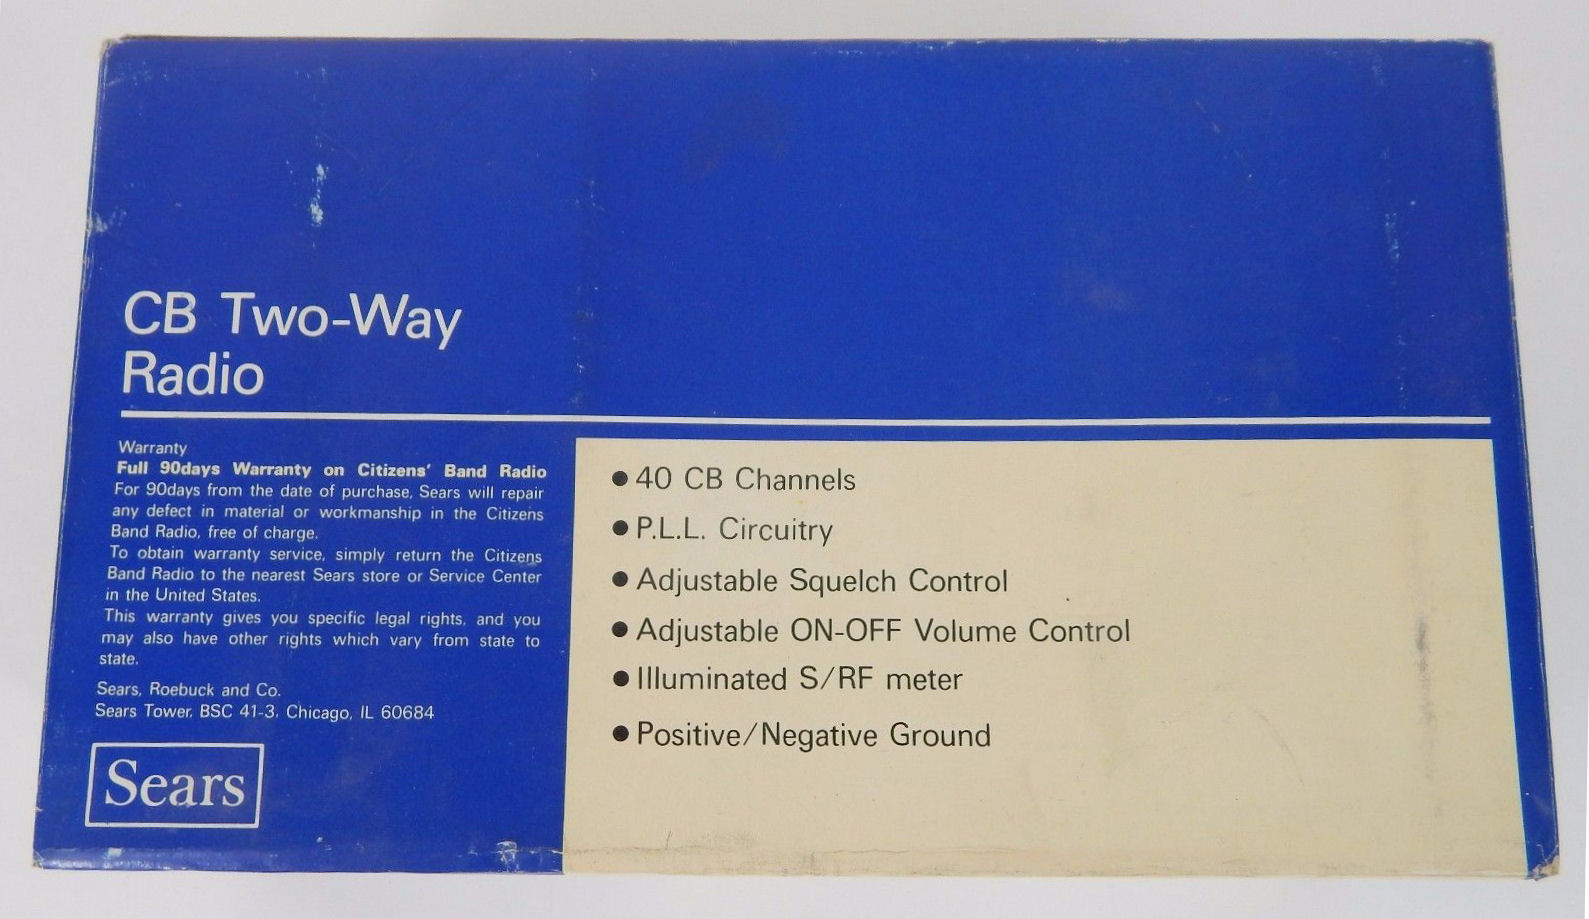 CB Two-Way
Radio
Warranty
Full 90days Warranty on Citizens' Band Radio
For 90days from the date of purchase, Sears will repair
any defect in material or workmanship in the Citizens
Band Radio, free of charge.
To obtain warranty service, simply return the Citizens
Band Radio to the nearest Sears store or Service Center
in the United States.
This warranty gives you specific legal rights, and you
may also have other rights which vary from state to
state.
Sears, Roebuck and Co.
Sears Tower, BSC 41-3, Chicago, IL 60684
Sears
● 40 CB Channels
● P.L.L. Circuitry
● Adjustable Squelch Control
● Adjustable ON-OFF Volume Control
● Illuminated S/RF meter
● Positive/Negative Ground